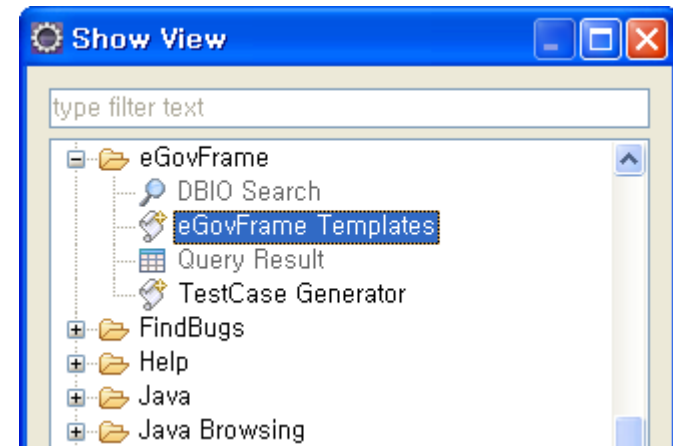 Show View
type filter text
eGovFrame
DBIO Search
eGovFrame Templates
Query Result
TestCase Generator
FindBugs
Help
Java
Java Browsing